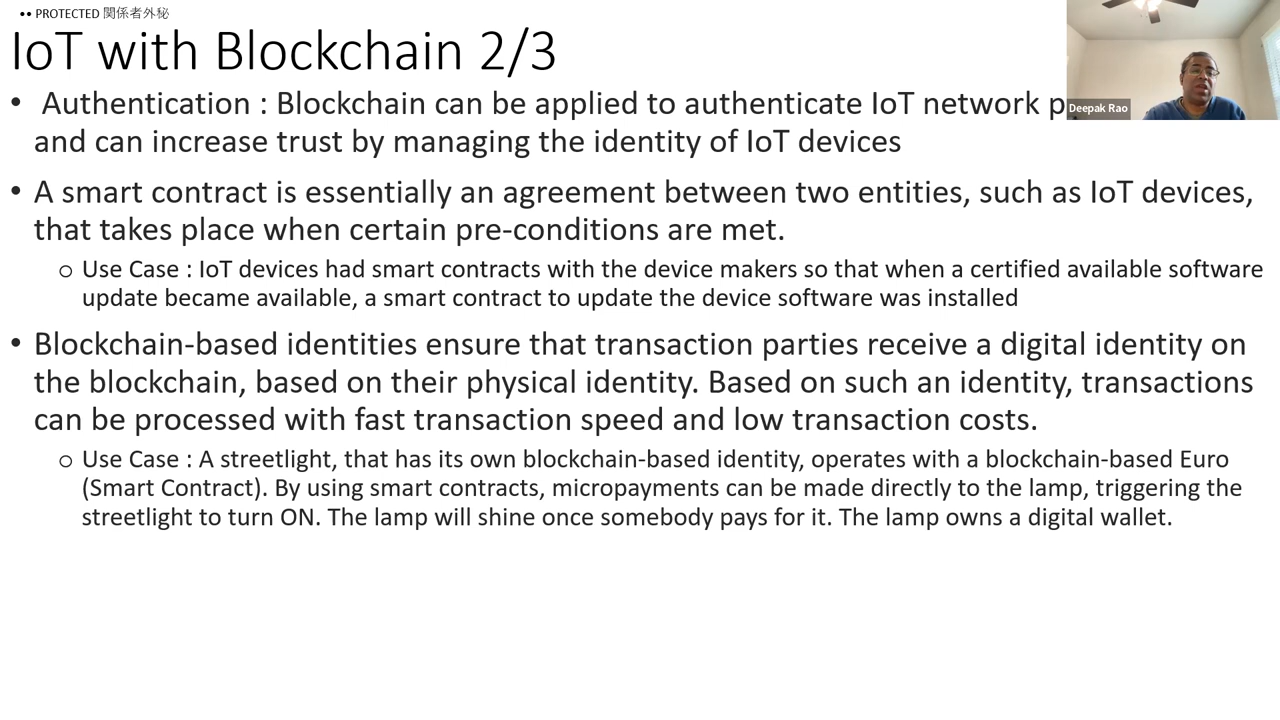 •• PROTECTED 関係者外秘
IoT with Blockchain 2/3
• Authentication : Blockchain can be applied to authenticate IoT network
Deepak Rao
and can increase trust by managing the identity of IoT devices
• A smart contract is essentially an agreement between two entities, such as IoT devices,
that takes place when certain pre-conditions are met.
o Use Case : IoT devices had smart contracts with the device makers so that when a certified available software
update became available, a smart contract to update the device software was installed
• Blockchain-based identities ensure that transaction parties receive a digital identity on
the blockchain, based on their physical identity. Based on such an identity, transactions
can be processed with fast transaction speed and low transaction costs.
o Use Case : A streetlight, that has its own blockchain-based identity, operates with a blockchain-based Euro
(Smart Contract). By using smart contracts, micropayments can be made directly to the lamp, triggering the
streetlight to turn ON. The lamp will shine once somebody pays for it. The lamp owns a digital wallet.